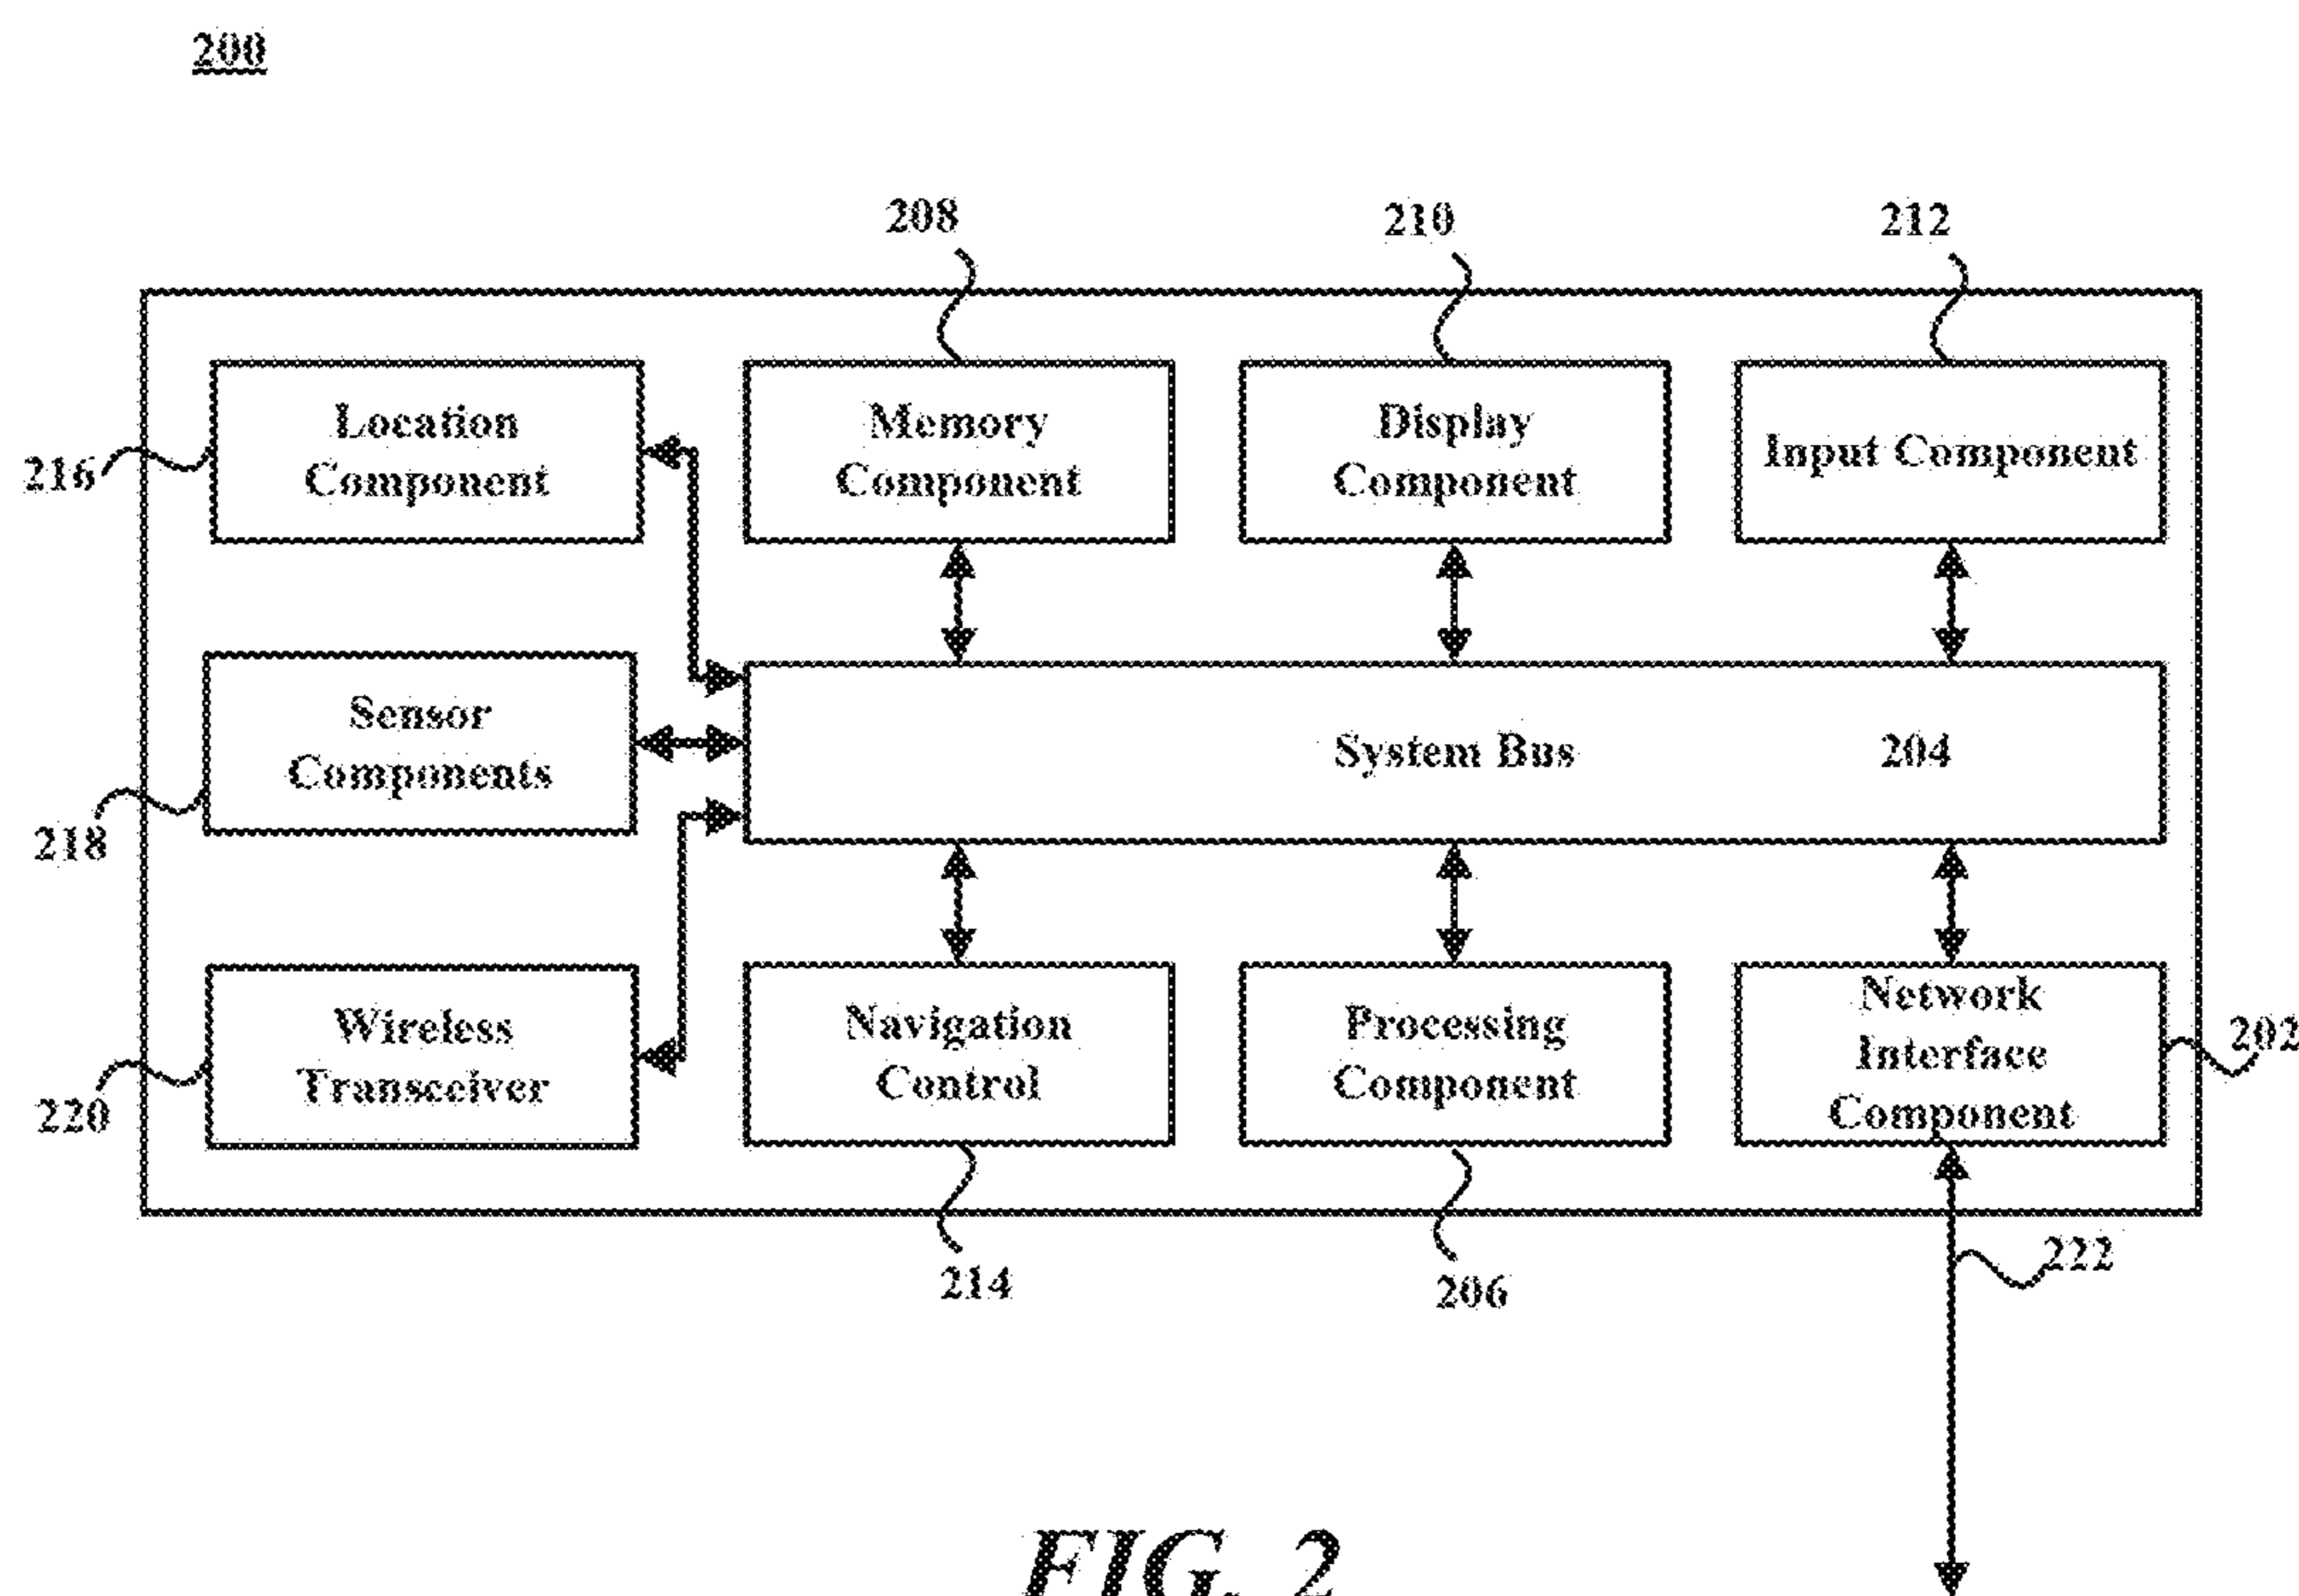 200
208
210
212
Location
Component
Memory
Component
Display
Component
Input Component
216
Sensor
Components
System Bus
204
218
Wireless
Transceiver
Navigation
Control
Processing
Component
Network
Interface
Component
202
220
214
206
222
FIG. 2